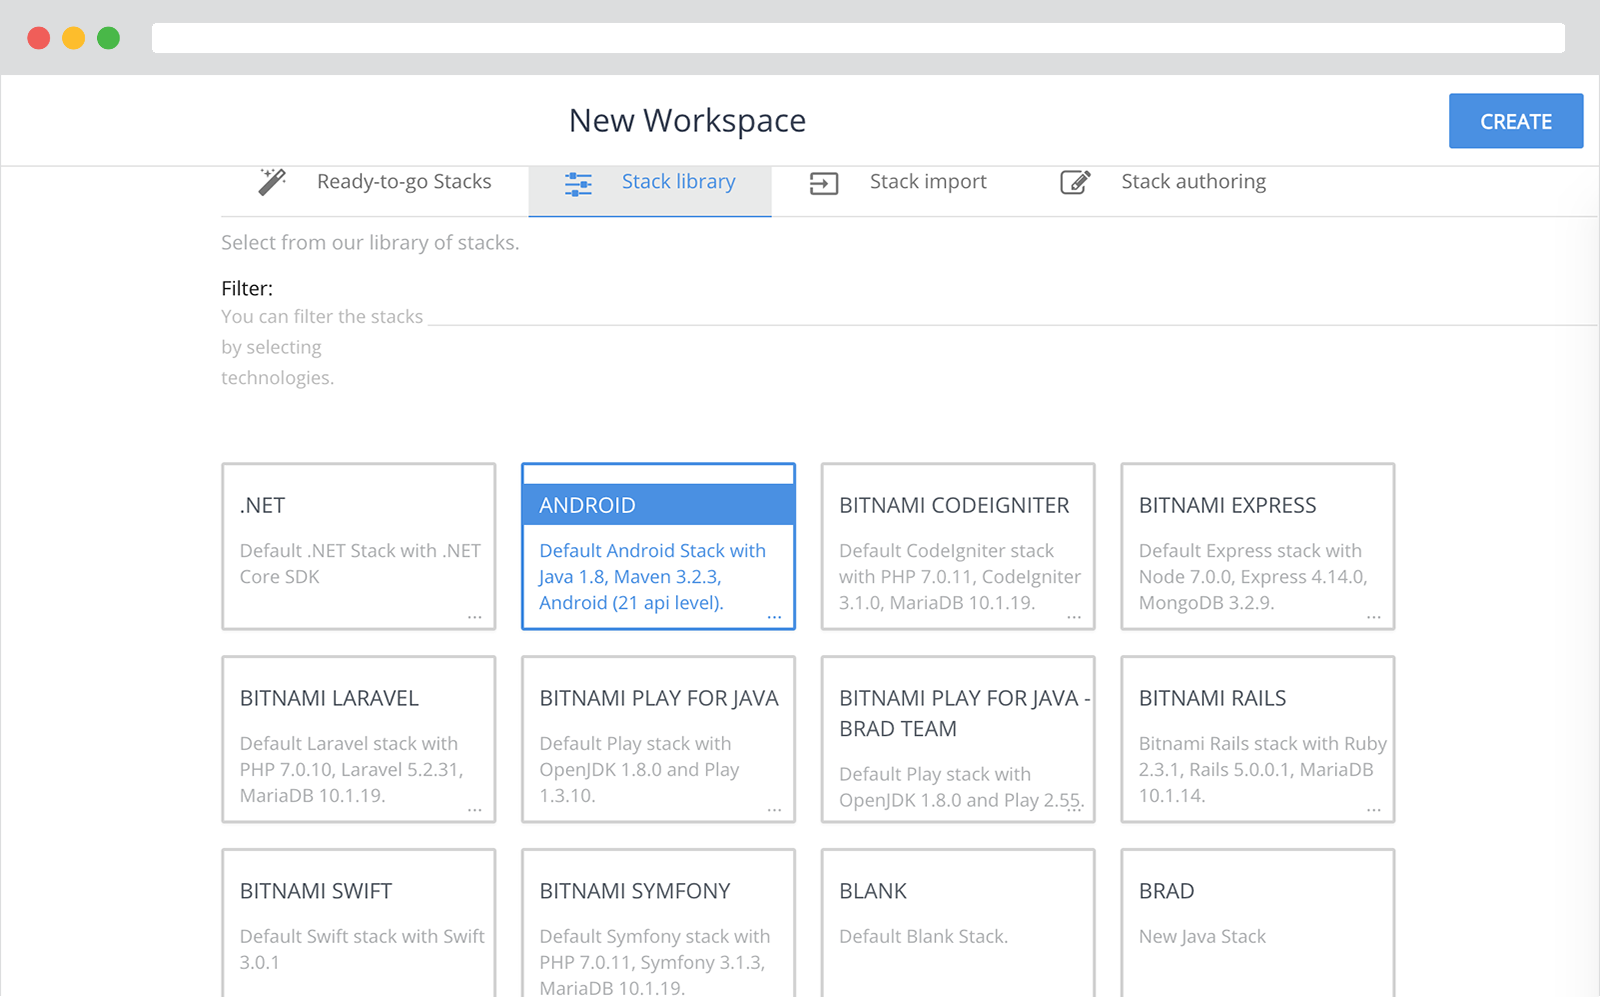 New Workspace
CREATE
Ready-to-go Stacks
Stack library
Stack import
Stack authoring
Select from our library of stacks.
Filter:
You can filter the stacks
by selecting
technologies.
.NET
Default .NET Stack with .NET
Core SDK
...
ANDROID
Default Android Stack with
Java 1.8, Maven 3.2.3,
Android (21 api level).
...
BITNAMI CODEIGNITER
Default CodeIgniter stack
with PHP 7.0.11, CodeIgniter
3.1.0, MariaDB 10.1.19.
...
BITNAMI EXPRESS
Default Express stack with
Node 7.0.0, Express 4.14.0,
MongoDB 3.2.9.
...
BITNAMI LARAVEL
Default Laravel stack with
PHP 7.0.10, Laravel 5.2.31,
MariaDB 10.1.19.
...
BITNAMI PLAY FOR JAVA
Default Play stack with
OpenJDK 1.8.0 and Play
1.3.10.
...
BITNAMI PLAY FOR JAVA -
BRAD TEAM
Default Play stack with
OpenJDK 1.8.0 and Play 2.55.
...
BITNAMI RAILS
Bitnami Rails stack with Ruby
2.3.1, Rails 5.0.0.1, MariaDB
10.1.14.
...
BITNAMI SWIFT
Default Swift stack with Swift
3.0.1
BITNAMI SYMFONY
Default Symfony stack with
PHP 7.0.11, Symfony 3.1.3,
MariaDB 10.1.19.
BLANK
Default Blank Stack.
BRAD
New Java Stack